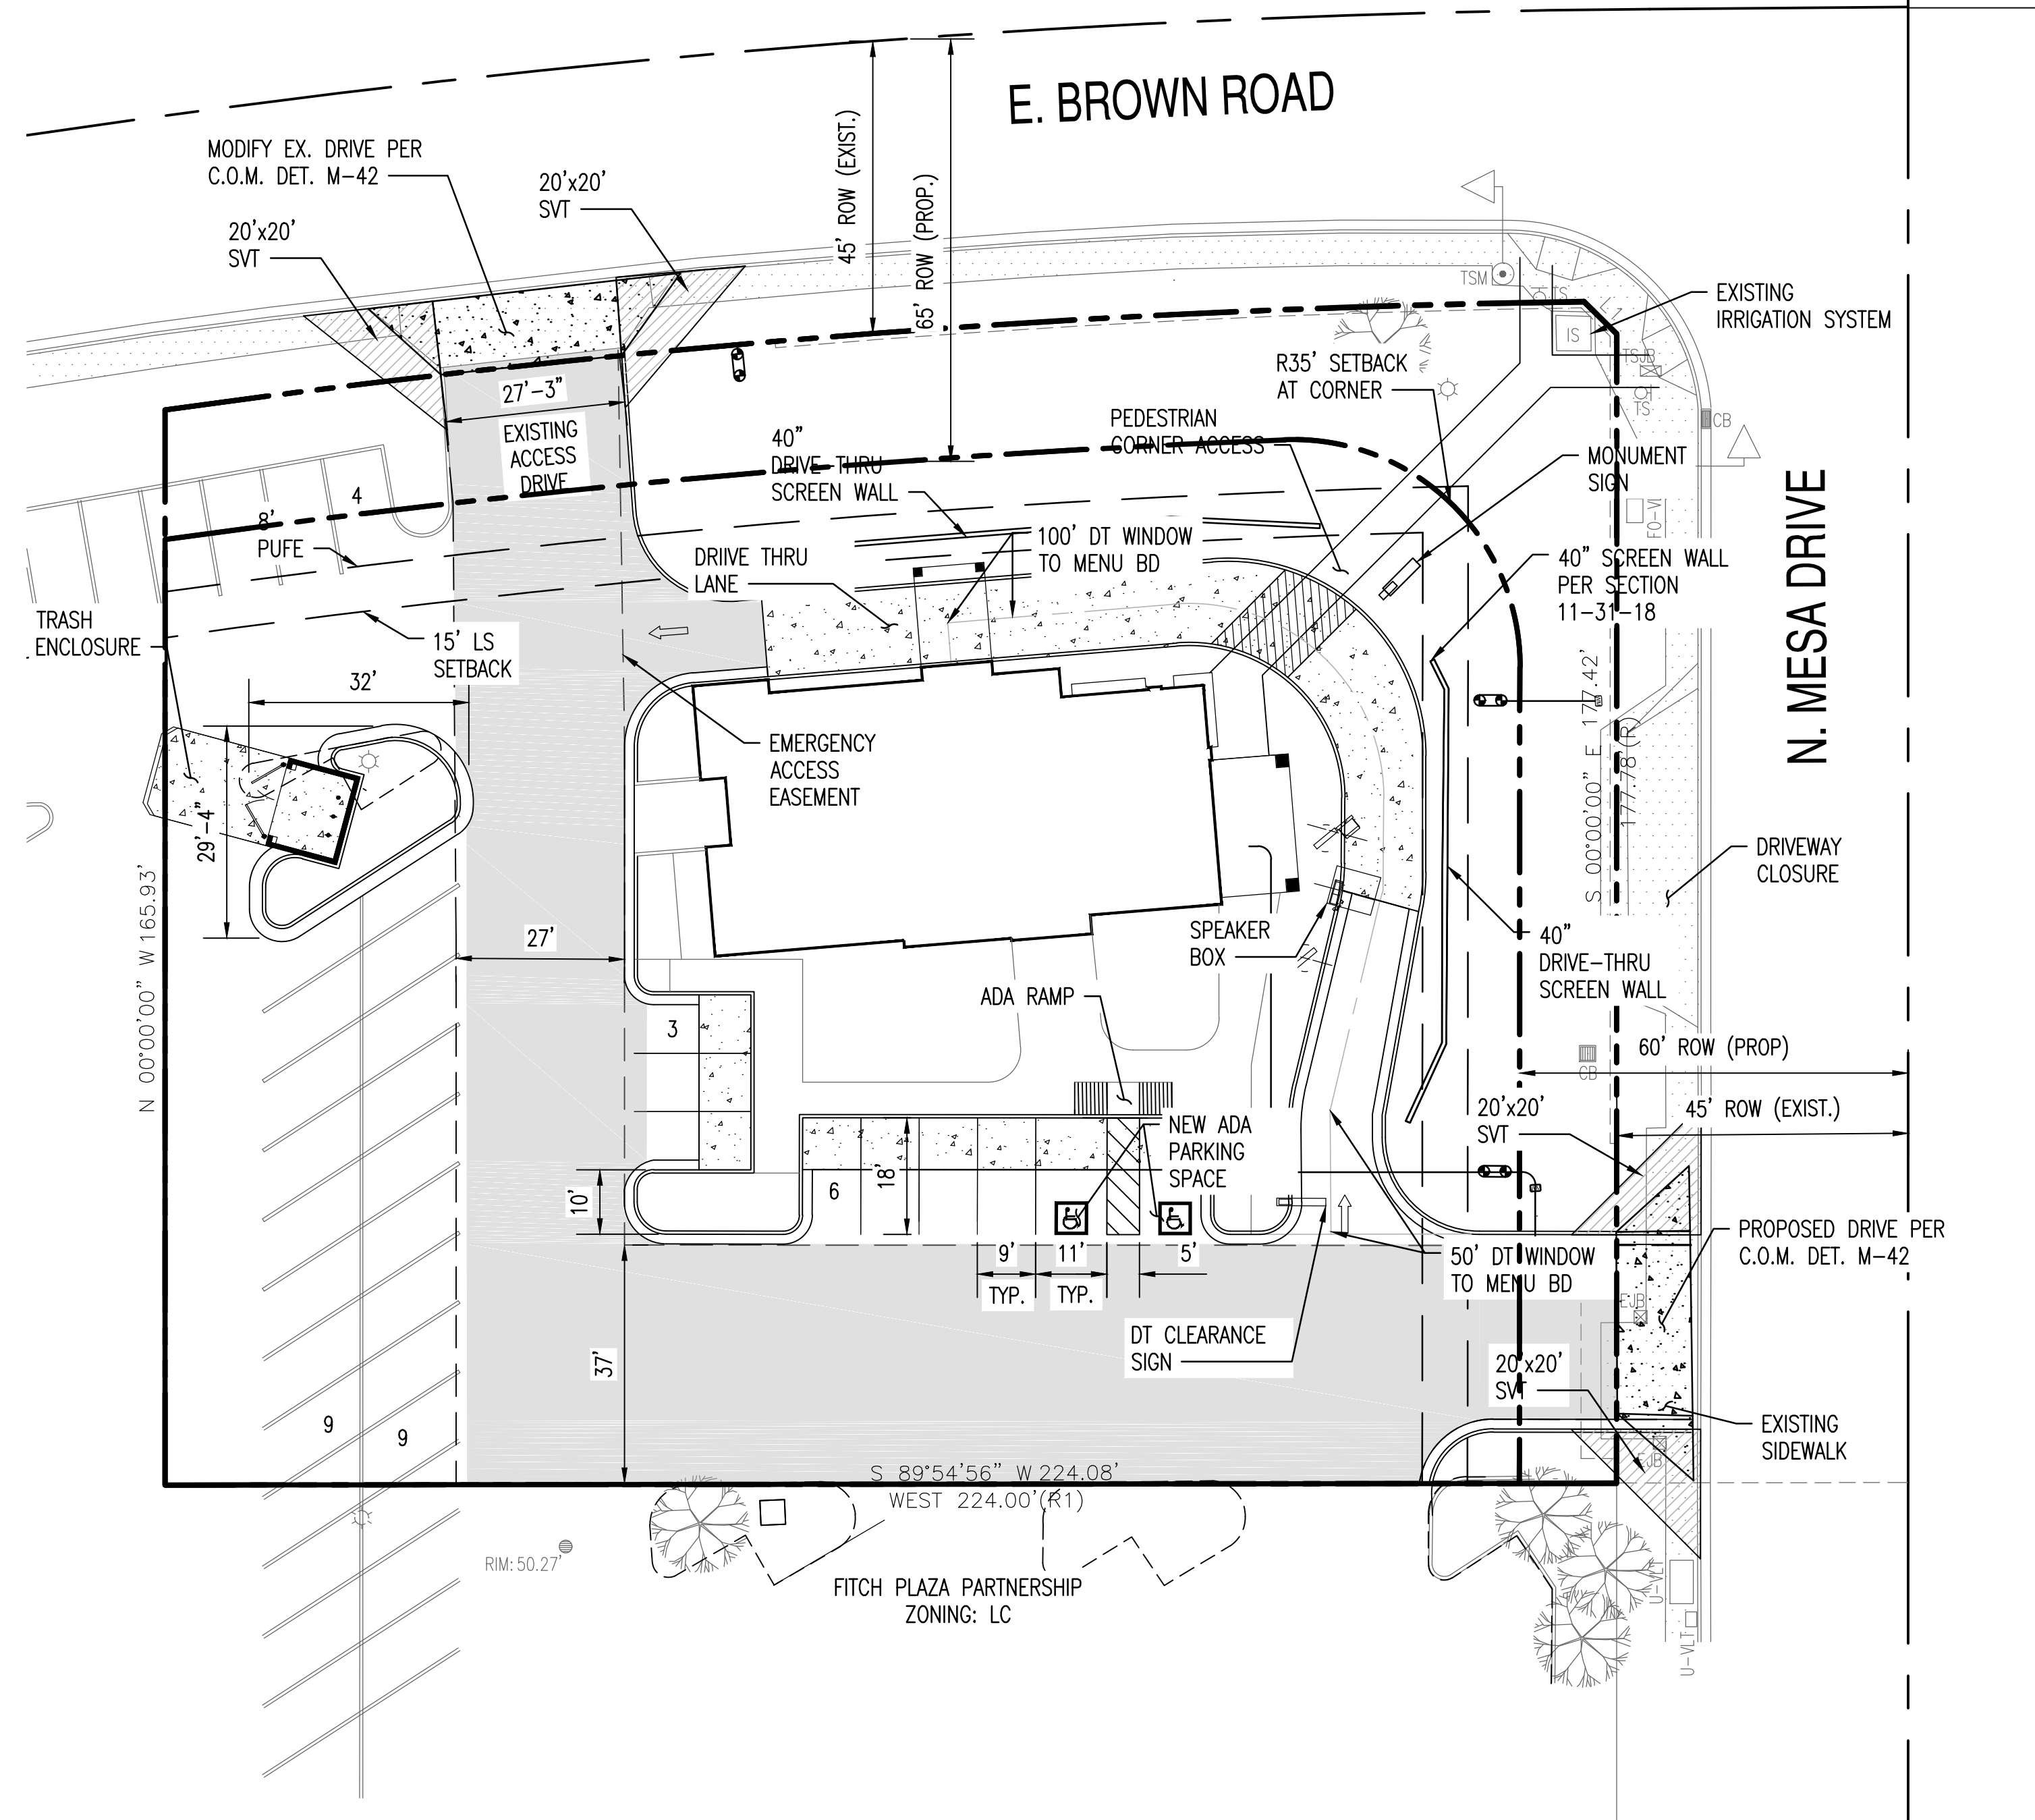 E. BROWN ROAD
MODIFY EX. DRIVE PER
C.O.M. DET. M-42
20'x20'
SVT
20'x20'
SVT
45' ROW (EXIST.)
65' ROW (PROP.)
TSM
TS
IS
EXISTING
IRRIGATION SYSTEM
TSJB
TS
CB
R35' SETBACK
AT CORNER
27'-3"
EXISTING
ACCESS
DRIVE
PEDESTRIAN
CORNER ACCESS
40"
DRIVE-THRU
SCREEN WALL
MONUMENT
SIGN
N. MESA DRIVE
4
8'
PUFE
100' DT WINDOW
TO MENU BD
DRIIVE THRU
LANE
40" SCREEN WALL
PER SECTION
11-31-18
TRASH
ENCLOSURE
15' LS
SETBACK
32'
29'-4"
EMERGENCY
ACCESS
EASEMENT
S 00°00'00" E 177.42'
177.78'(R
DRIVEWAY
CLOSURE
N 00°00'00" W 165.93'
27'
SPEAKER
BOX
40"
DRIVE-THRU
SCREEN WALL
ADA RAMP
3
CB
60' ROW (PROP)
45' ROW (EXIST.)
20'x20'
SVT
NEW ADA
PARKING
SPACE
10'
6
18'
9'
TYP.
11'
TYP.
5'
50' DT WINDOW
TO MENU BD
PROPOSED DRIVE PER
C.O.M. DET. M-42
EJB
DT CLEARANCE
SIGN
37'
20'x20'
SVT
EXISTING
SIDEWALK
EJB
9
9
S 89°54'56" W 224.08'
WEST 224.00'(R1)
RIM: 50.27'
FITCH PLAZA PARTNERSHIP
ZONING: LC
U-VLT
U-VLT